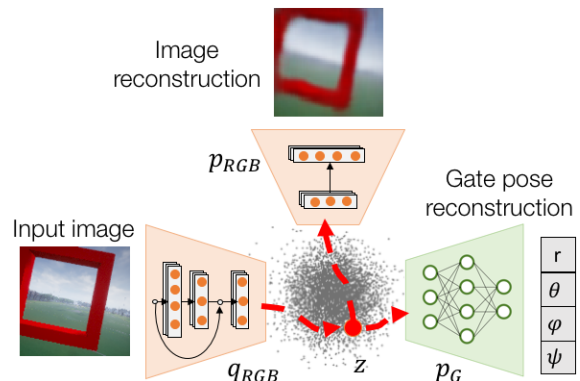 Image
reconstruction
p_RGB
Gate pose
reconstruction
Input image
r
θ
φ
ψ
q_RGB
z
p_G